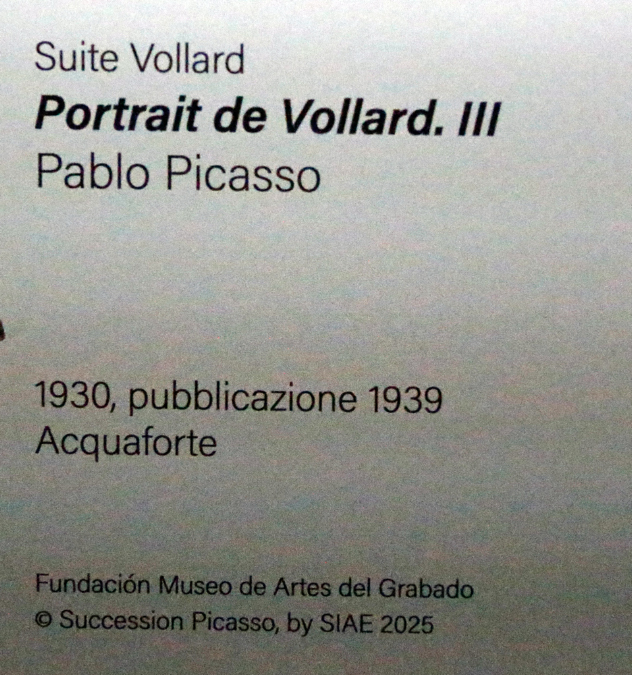 Suite Vollard
Portrait de Vollard. III
Pablo Picasso
1930, pubblicazione 1939
Acquaforte
Fundación Museo de Artes del Grabado
© Succession Picasso, by SIAE 2025